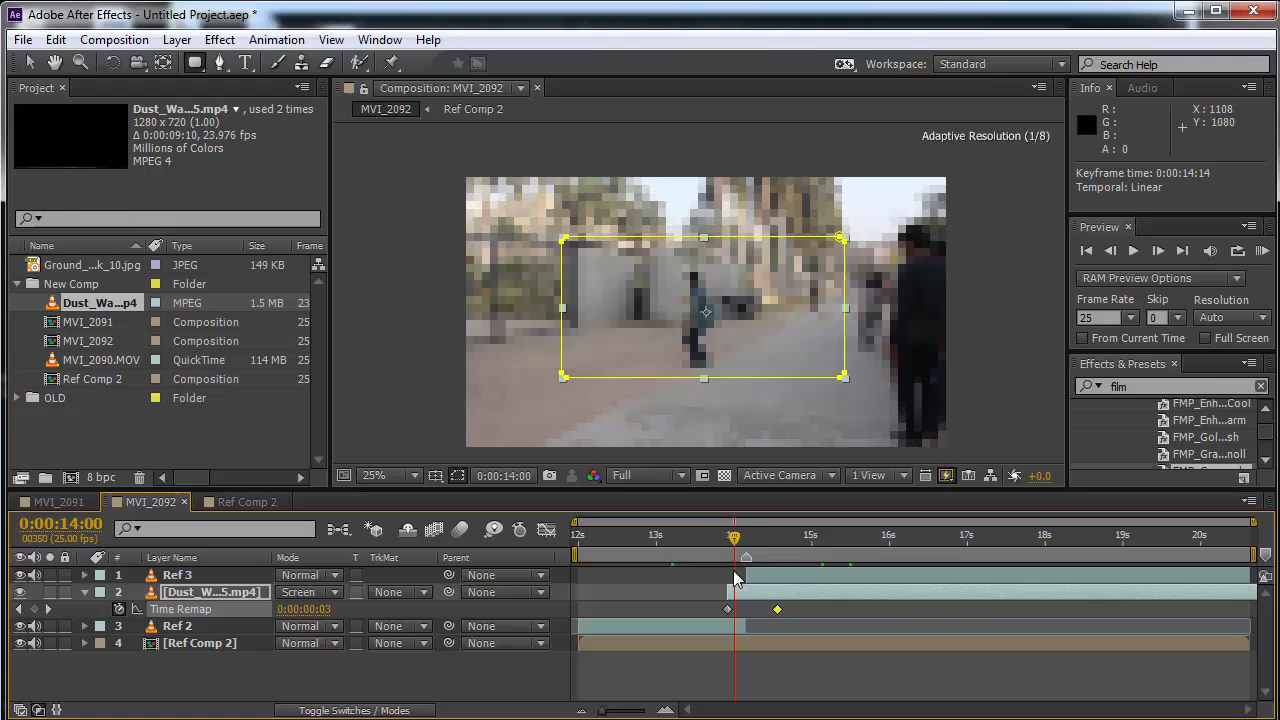 Adobe After Effects - Untitled Project.aep *
File Edit Composition Layer Effect Animation View Window Help
Workspace: Standard Search Help
Project Composition: MVI_2092 Info Audio
Dust_Wa...5.mp4 , used 2 times
1280 x 720 (1.00)
Δ 0:00:09:10, 23.976 fps
Millions of Colors
MPEG 4
MVI_2092 Ref Comp 2
Adaptive Resolution (1/8)
R : X : 1108
G : Y : 1080
B :
A : 0
Keyframe time: 0:00:14:14
Temporal: Linear
Preview
RAM Preview Options
Frame Rate Skip Resolution
25 0 Auto
From Current Time Full Screen
Effects & Presets
film
FMP_Enh...Cool
FMP_Enh...arm
FMP_Gol...sh
FMP_Gra...noll
Name Type Size Frame
Ground_...k_10.jpg JPEG 149 KB
New Comp Folder
Dust_Wa...p4 MPEG 1.5 MB 23
MVI_2091 Composition 25
MVI_2092 Composition 25
MVI_2090.MOV QuickTime 114 MB 25
Ref Comp 2 Composition 25
OLD Folder
8 bpc
25% 0:00:14:00 Full Active Camera 1 View +0.0
MVI_2091 MVI_2092 Ref Comp 2
0:00:14:00
00350 (25.00 fps)
12s 13s 15s 16s 17s 18s 19s 20s
# Layer Name Mode T TrkMat Parent
1 Ref 3 Normal None
2 [Dust_W...5.mp4] Screen None None
Time Remap 0:00:00:03
3 Ref 2 Normal None None
4 [Ref Comp 2] Normal None None
Toggle Switches / Modes